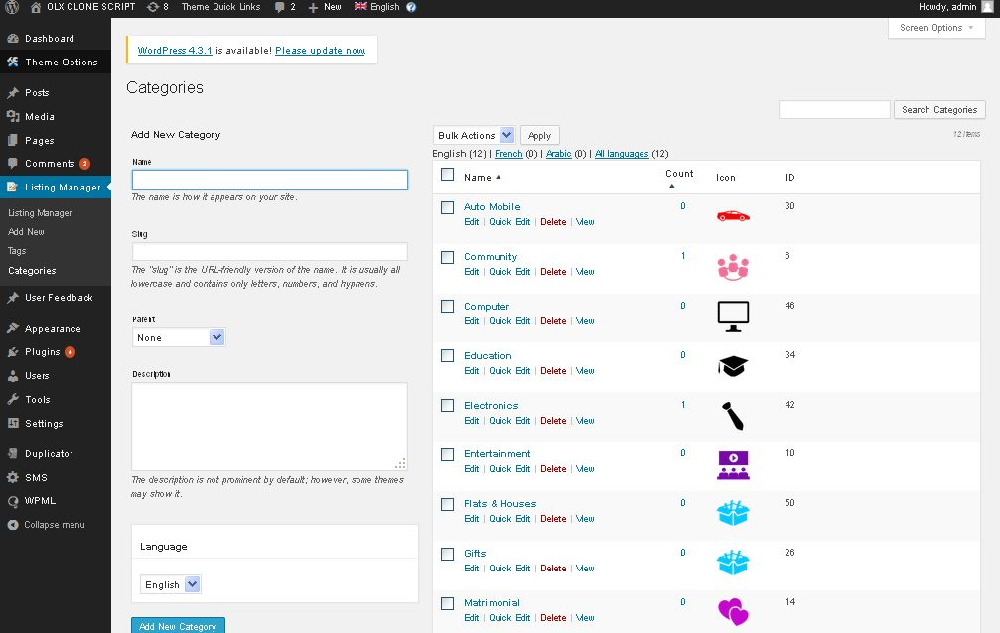 OLX CLONE SCRIPT 8 Theme Quick Links 2 New English Howdy, admin
Screen Options
Dashboard
Theme Options
Posts
Media
Pages
Comments 2
Listing Manager
Listing Manager
Add New
Tags
Categories
User Feedback
Appearance
Plugins 4
Users
Tools
Settings
Duplicator
SMS
WPML
Collapse menu
WordPress 4.3.1 is available! Please update now.
Categories
Search Categories
Add New Category
Name
The name is how it appears on your site.
Slug
The "slug" is the URL-friendly version of the name. It is usually all
lowercase and contains only letters, numbers, and hyphens.
Parent
None
Description
The description is not prominent by default; however, some themes
may show it.
Language
English
Add New Category
Bulk Actions Apply 12 items
English (12) | French (0) | Arabic (0) | All languages (12)
Name Count Icon ID
Auto Mobile 0 30
Edit | Quick Edit | Delete | View
Community 1 6
Edit | Quick Edit | Delete | View
Computer 0 46
Edit | Quick Edit | Delete | View
Education 0 34
Edit | Quick Edit | Delete | View
Electronics 1 42
Edit | Quick Edit | Delete | View
Entertainment 0 10
Edit | Quick Edit | Delete | View
Flats & Houses 0 50
Edit | Quick Edit | Delete | View
Gifts 0 26
Edit | Quick Edit | Delete | View
Matrimonial 0 14
Edit | Quick Edit | Delete | View